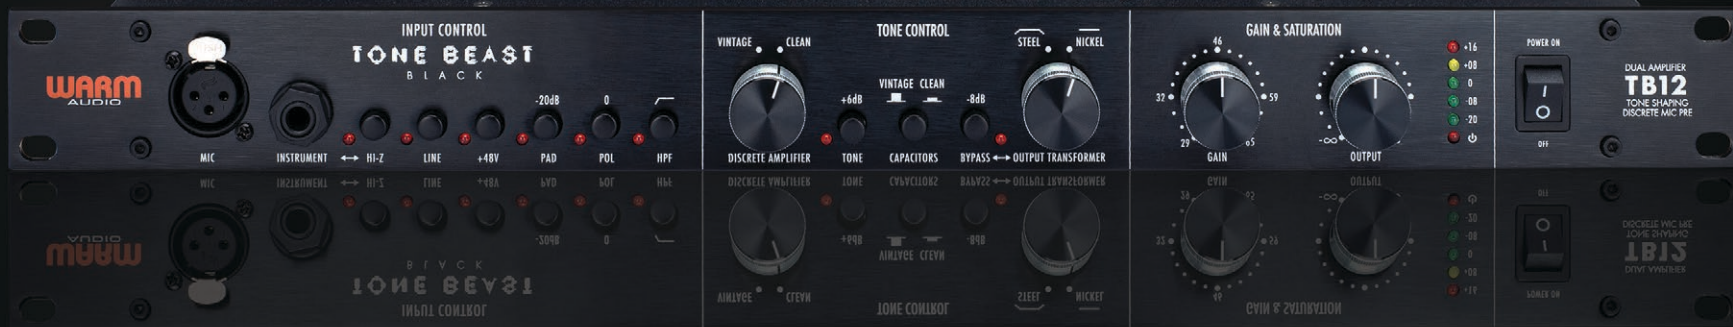 INPUT CONTROL
TONE BEAST
BLACK
WARM
AUDIO
-20dB
0
MIC
INSTRUMENT
HI-Z
LINE
+48V
PAD
POL
HPF
TONE CONTROL
VINTAGE
CLEAN
STEEL
NICKEL
VINTAGE CLEAN
+6dB
-8dB
DISCRETE AMPLIFIER
TONE
CAPACITORS
BYPASS
OUTPUT TRANSFORMER
GAIN & SATURATION
46
32
59
29
GAIN
-∞
OUTPUT
+16
+08
0
-08
-20
POWER ON
I
O
OFF
DUAL AMPLIFIER
TB12
TONE SHAPING
DISCRETE MIC PRE